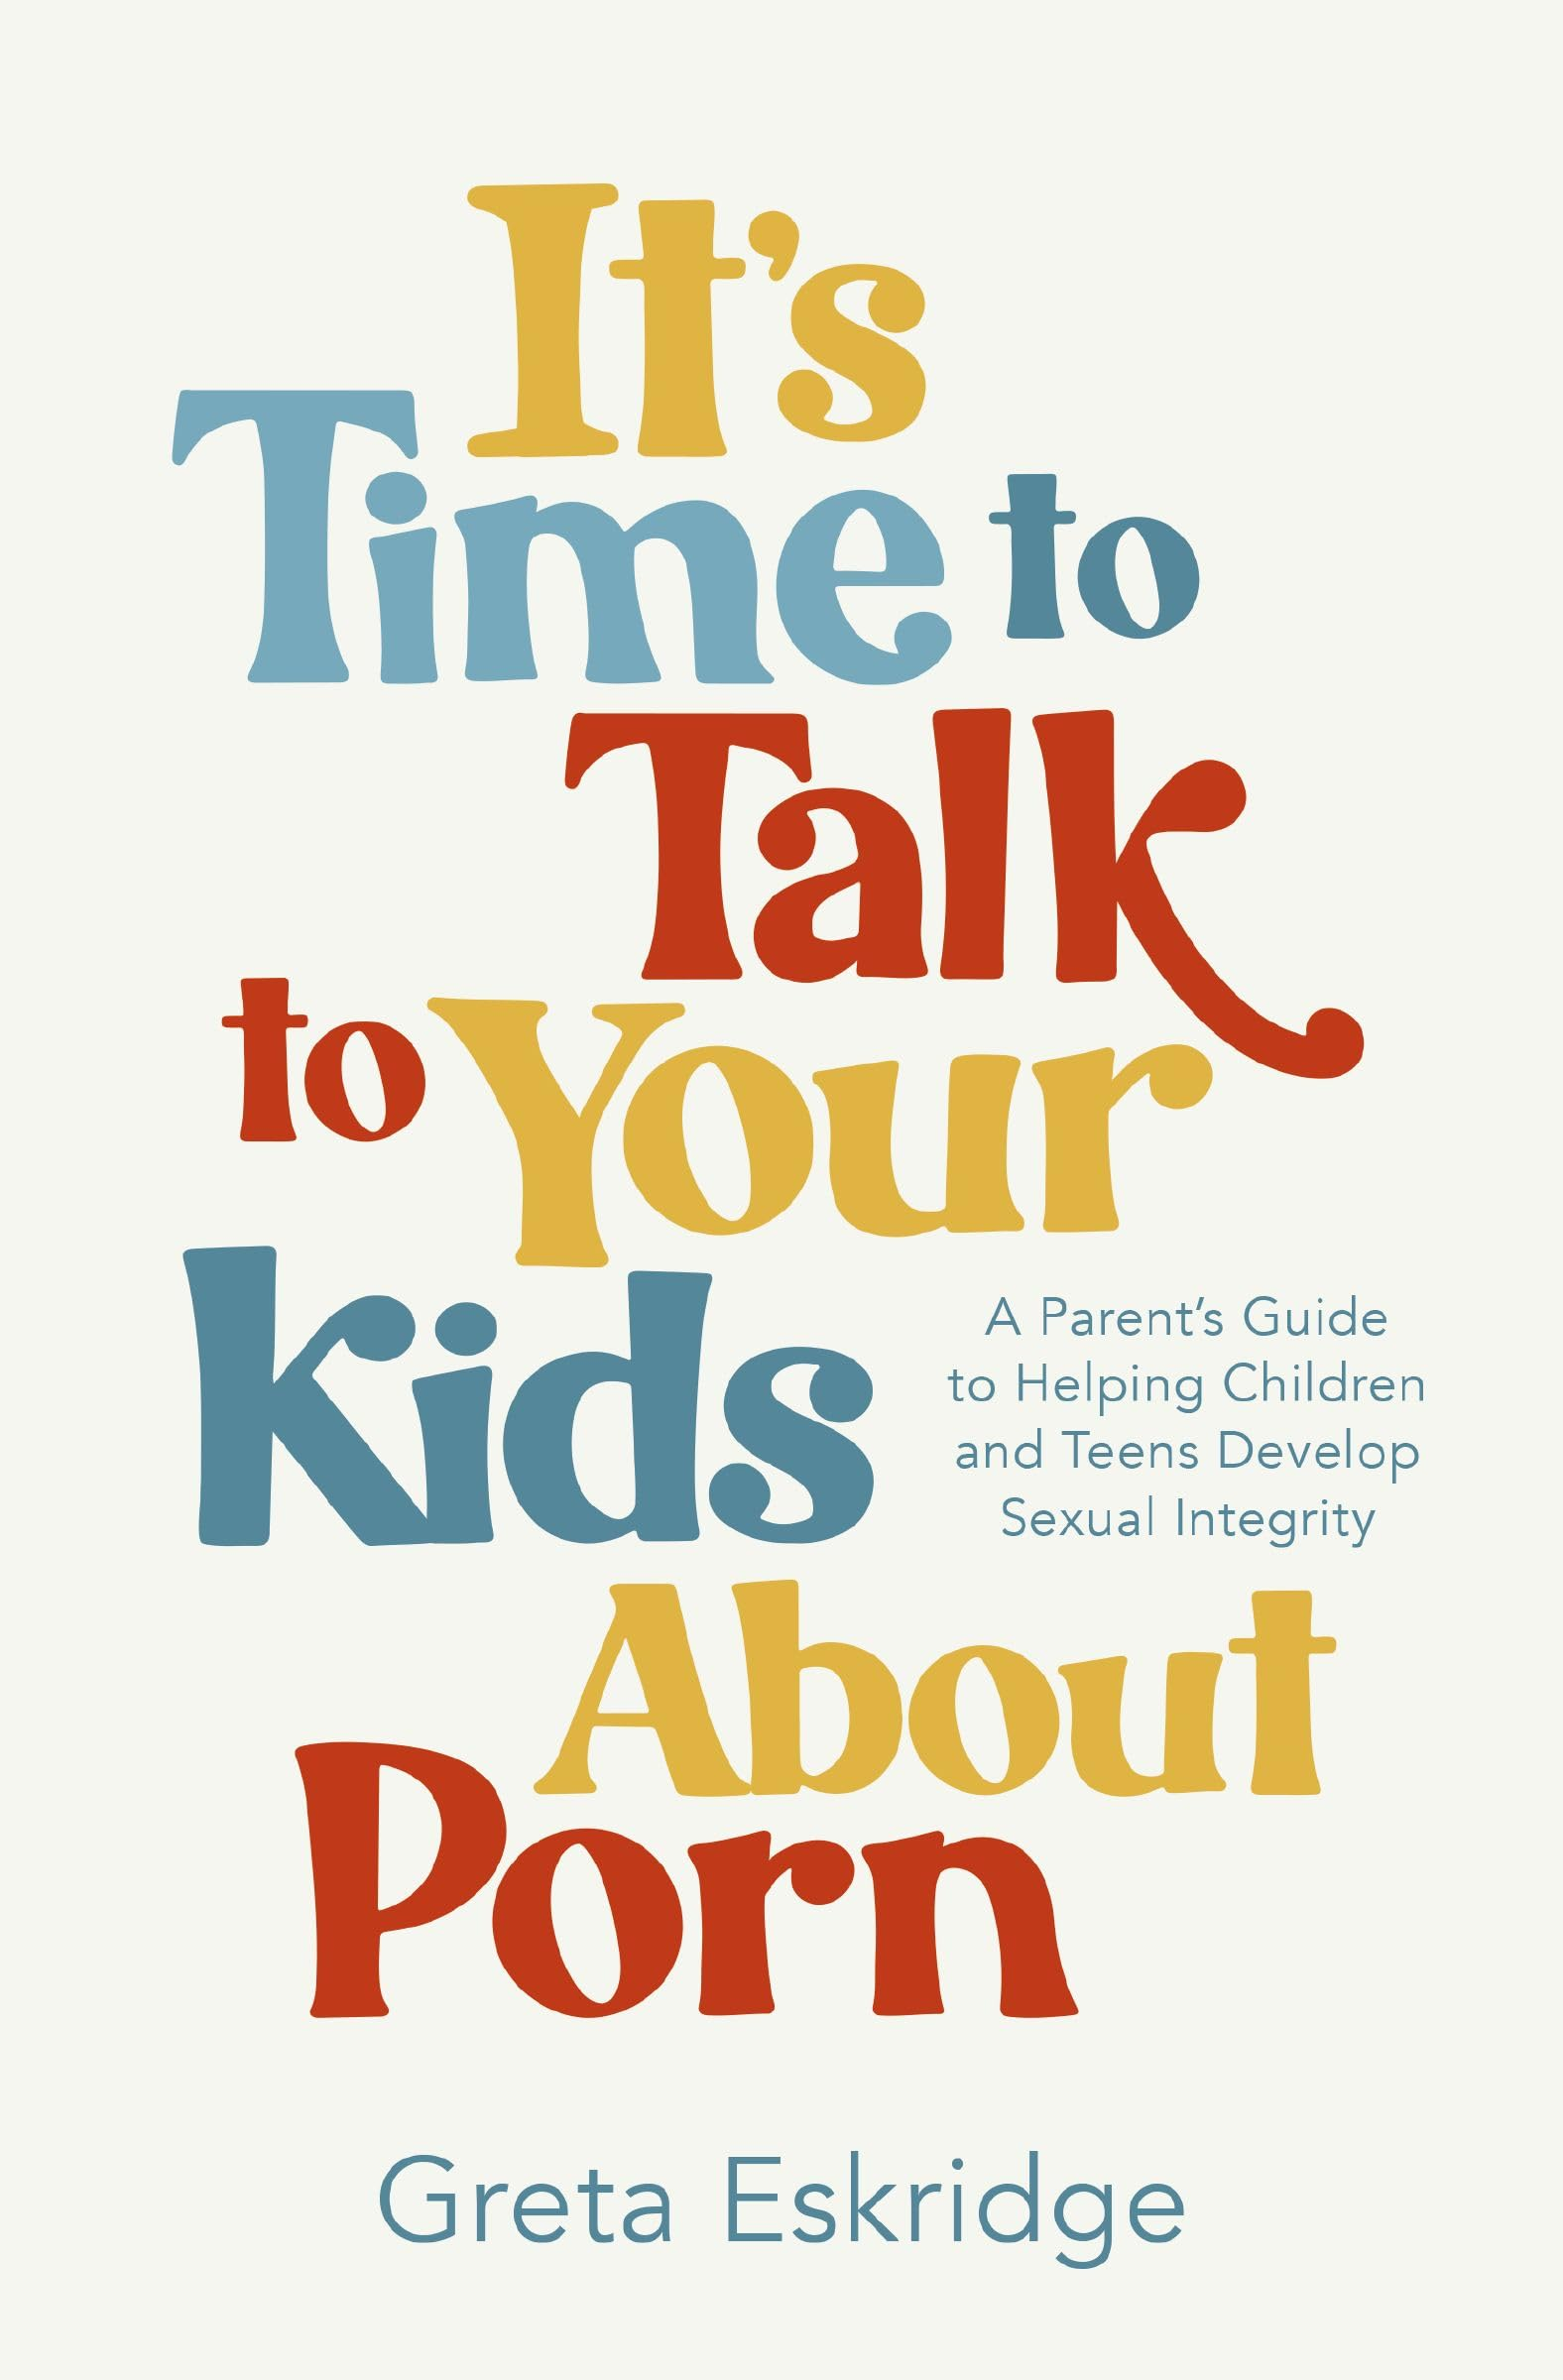 It's
Time to
Talk
to Your
Kids
A Parent's Guide
to Helping Children
and Teens Develop
Sexual Integrity
About
Porn
Greta Eskridge